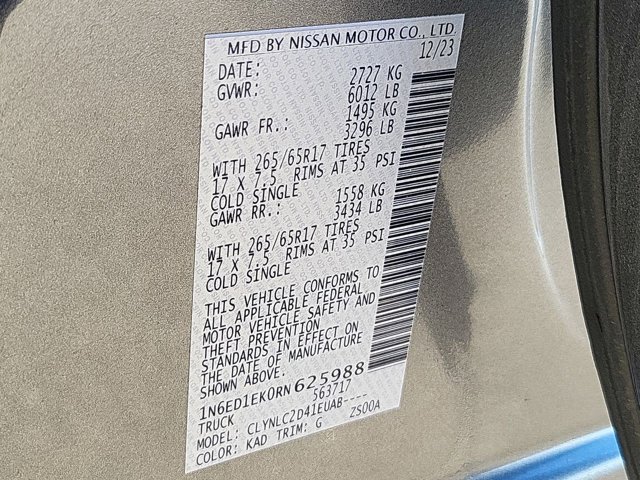 MFD BY NISSAN MOTOR CO., LTD.
DATE: 12/23
GVWR: 2727 KG
6012 LB
GAWR FR.: 1495 KG
3296 LB
WITH 265/65R17 TIRES
17 X 7.5 RIMS AT 35 PSI
COLD SINGLE
GAWR RR.: 1558 KG
3434 LB
WITH 265/65R17 TIRES
17 X 7.5 RIMS AT 35 PSI
COLD SINGLE
THIS VEHICLE CONFORMS TO
ALL APPLICABLE FEDERAL
MOTOR VEHICLE SAFETY AND
THEFT PREVENTION
STANDARDS IN EFFECT ON
THE DATE OF MANUFACTURE
SHOWN ABOVE.
1N6ED1EK0RN625988
TRUCK 563717
MODEL: CLYNLC2D41EUAB----
COLOR: KAD TRIM: G ZS00A